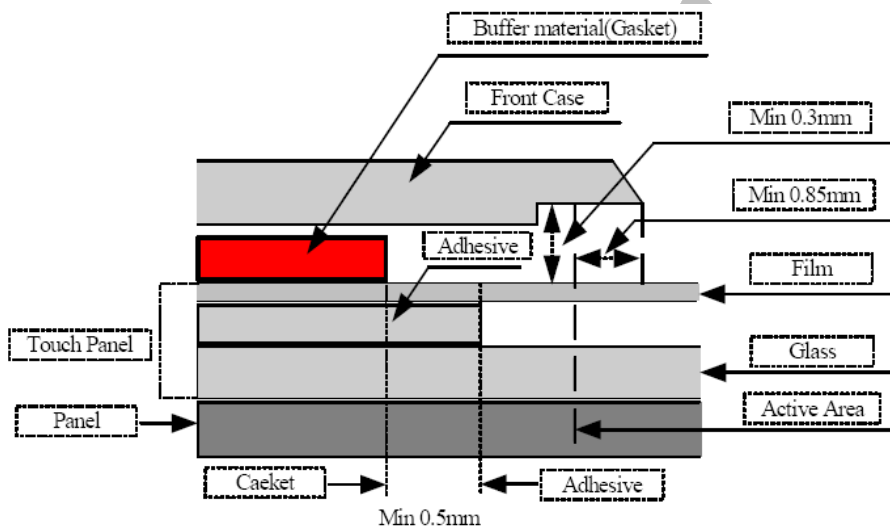 Buffer material(Gasket)
Front Case
Min 0.3mm
Min 0.85mm
Adhesive
Film
Touch Panel
Glass
Panel
Active Area
Caeket
Adhesive
Min 0.5mm